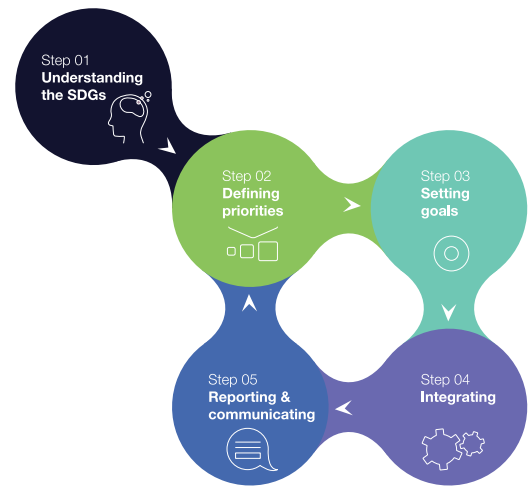 Step 01
Understanding
the SDGs
Step 02
Defining
priorities
Step 03
Setting
goals
Step 04
Integrating
Step 05
Reporting &
communicating